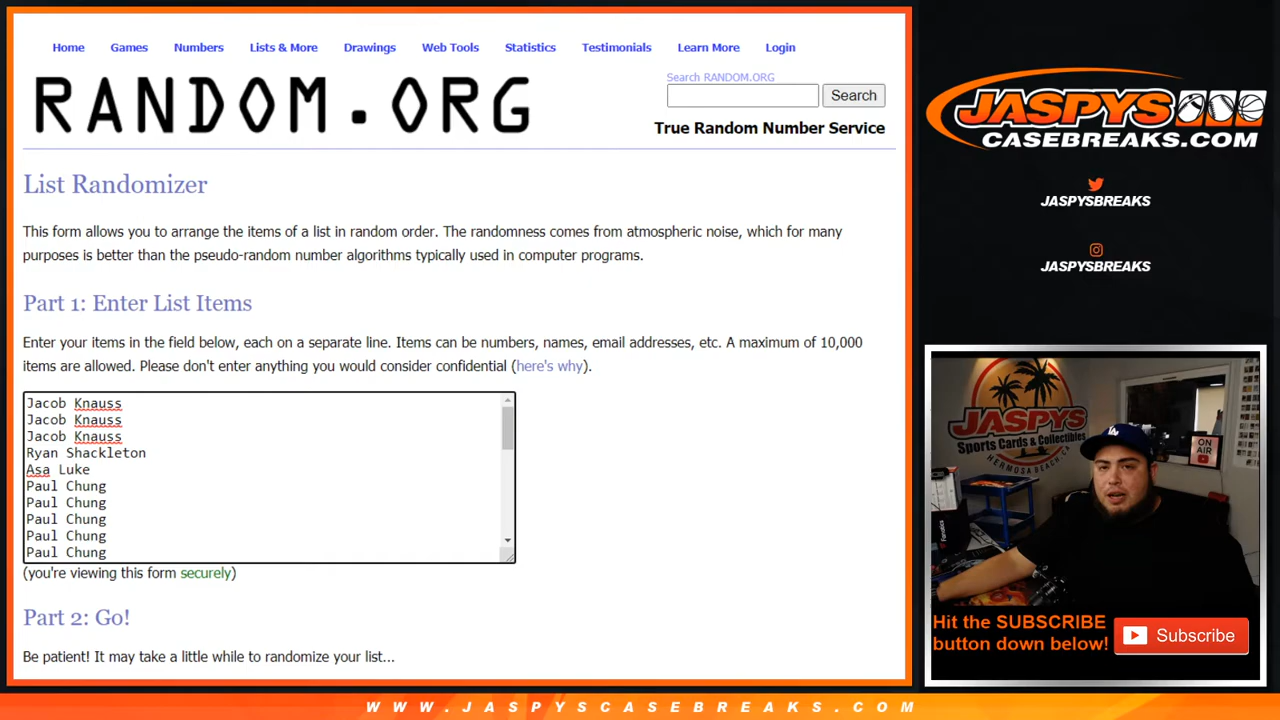 Home Games Numbers Lists & More Drawings Web Tools Statistics Testimonials Learn More Login
RANDOM.ORG
Search RANDOM.ORG
Search
True Random Number Service
List Randomizer
This form allows you to arrange the items of a list in random order. The randomness comes from atmospheric noise, which for many
purposes is better than the pseudo-random number algorithms typically used in computer programs.
Part 1: Enter List Items
Enter your items in the field below, each on a separate line. Items can be numbers, names, email addresses, etc. A maximum of 10,000
items are allowed. Please don't enter anything you would consider confidential (here's why).
Jacob Knauss
Jacob Knauss
Jacob Knauss
Ryan Shackleton
Asa Luke
Paul Chung
Paul Chung
Paul Chung
Paul Chung
Paul Chung
(you're viewing this form securely)
Part 2: Go!
Be patient! It may take a little while to randomize your list...
JASPYS
CASEBREAKS.COM
JASPYSBREAKS
JASPYSBREAKS
JASPYS
Sports Cards & Collectibles
HERMOSA BEACH, CA
ON
AIR
Hit the SUBSCRIBE
button down below!
Subscribe
WWW.JASPYSCASEBREAKS.COM